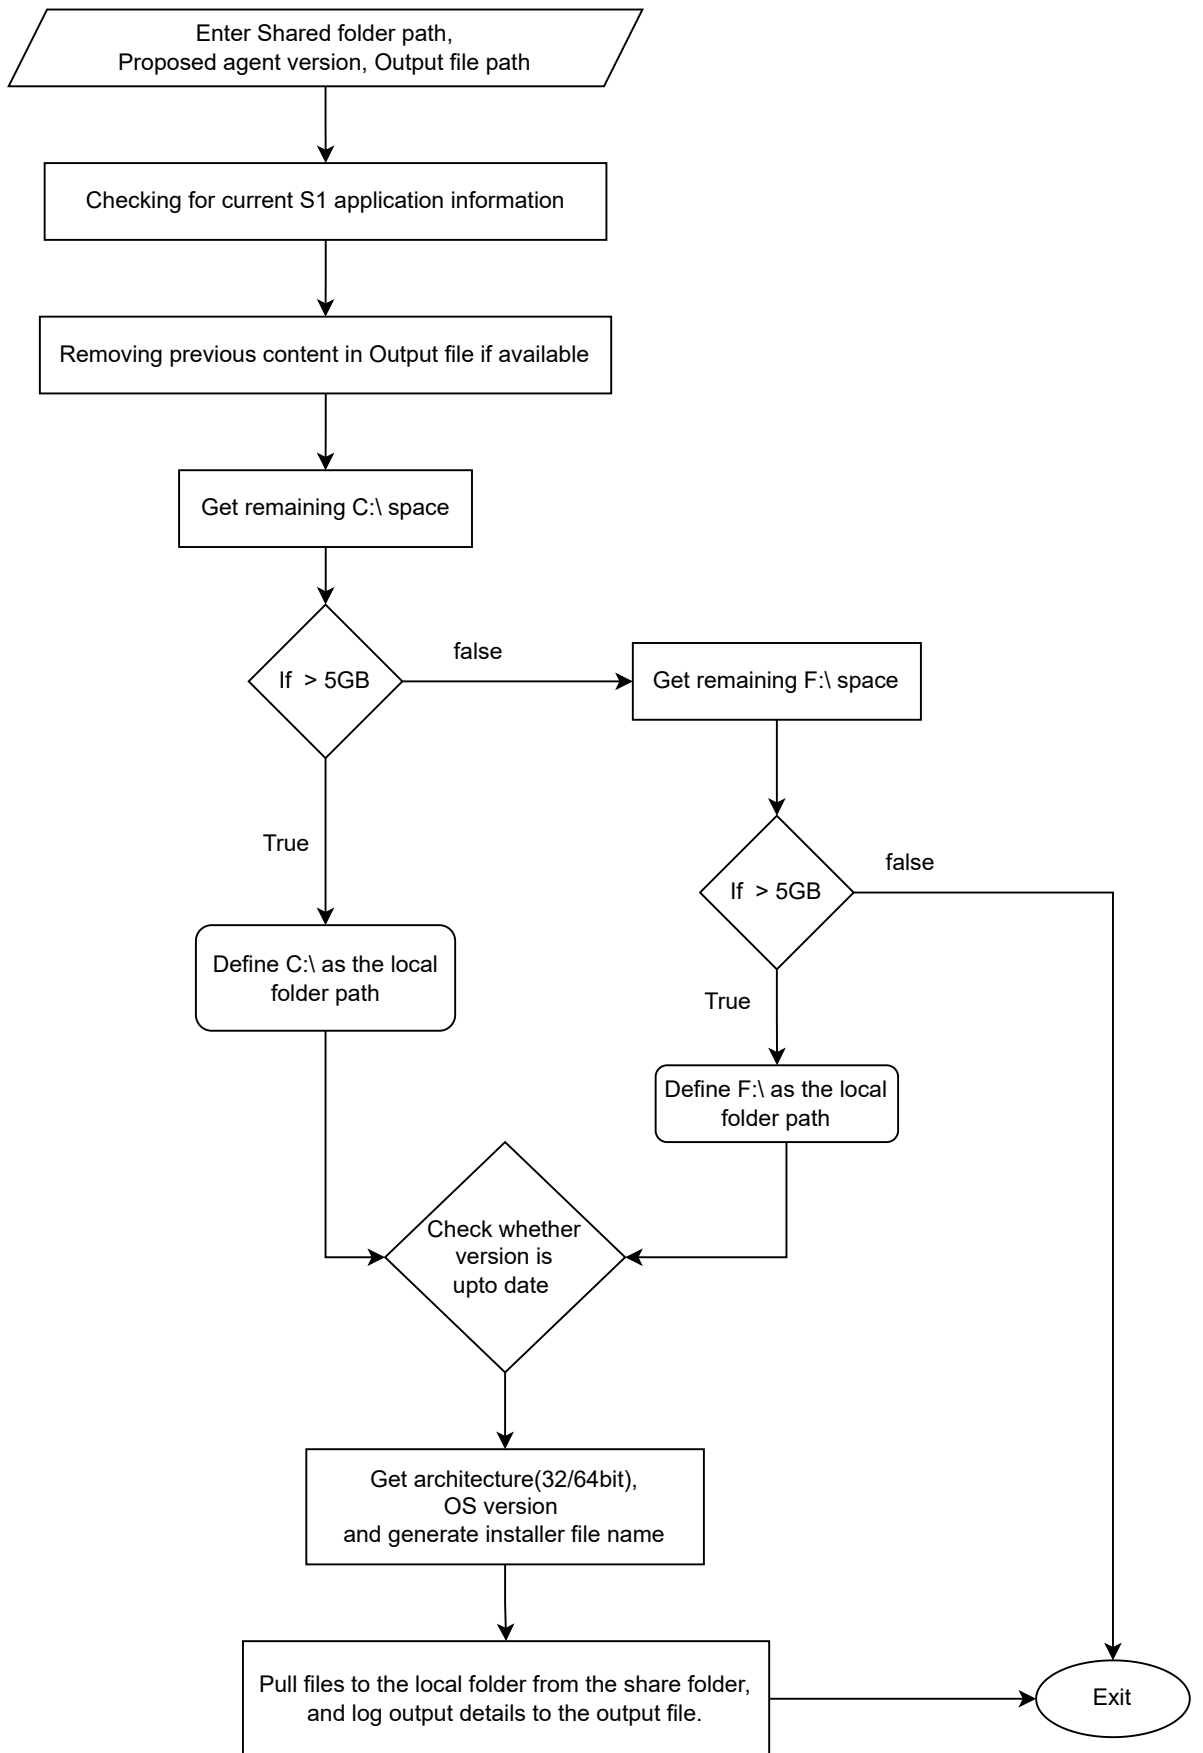 Enter Shared folder path,
Proposed agent version, Output file path
Checking for current S1 application information
Removing previous content in Output file if available
Get remaining C:\ space
If  > 5GB
false
Get remaining F:\ space
True
If  > 5GB
false
Define C:\ as the local
folder path
True
Define F:\ as the local
folder path
Check whether
version is
upto date
Get architecture(32/64bit),
OS version
and generate installer file name
Pull files to the local folder from the share folder,
and log output details to the output file.
Exit